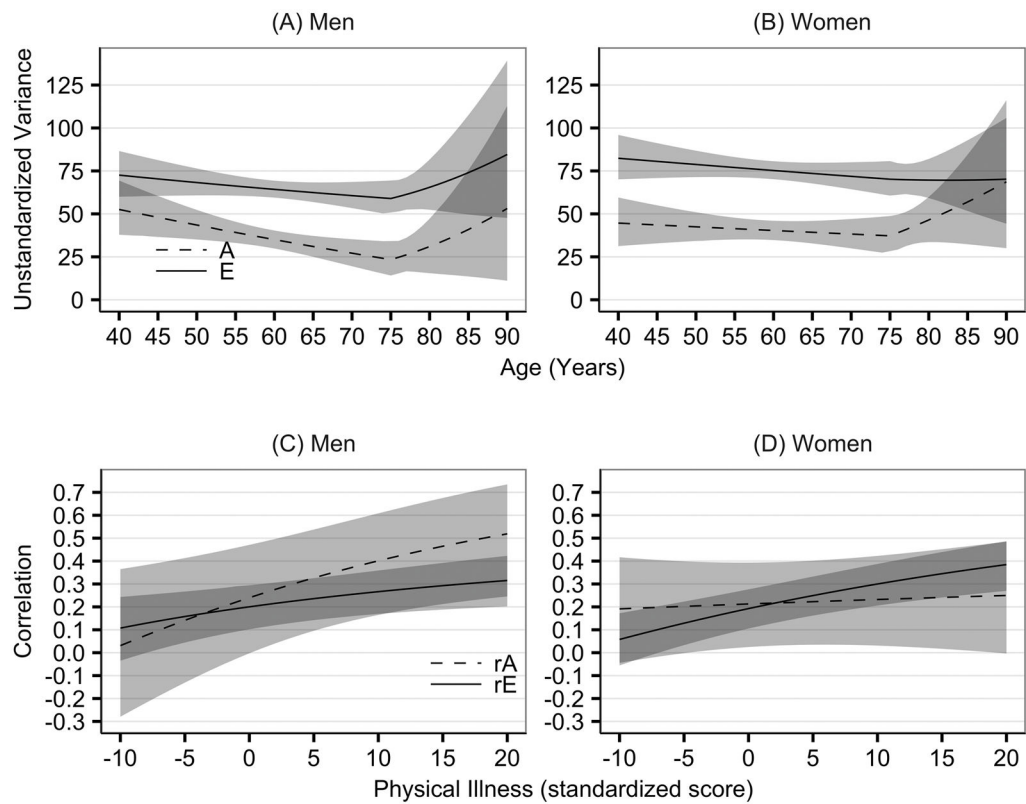 (A) Men
(B) Women
Unstandardized Variance
125
100
75
50
25
0
A
E
40 45 50 55 60 65 70 75 80 85 90
40 45 50 55 60 65 70 75 80 85 90
Age (Years)
(C) Men
(D) Women
Correlation
0.7
0.6
0.5
0.4
0.3
0.2
0.1
0.0
-0.1
-0.2
-0.3
rA
rE
-10 -5 0 5 10 15 20
125
100
75
50
25
0
0.7
0.6
0.5
0.4
0.3
0.2
0.1
0.0
-0.1
-0.2
-0.3
-10 -5 0 5 10 15 20
Physical Illness (standardized score)